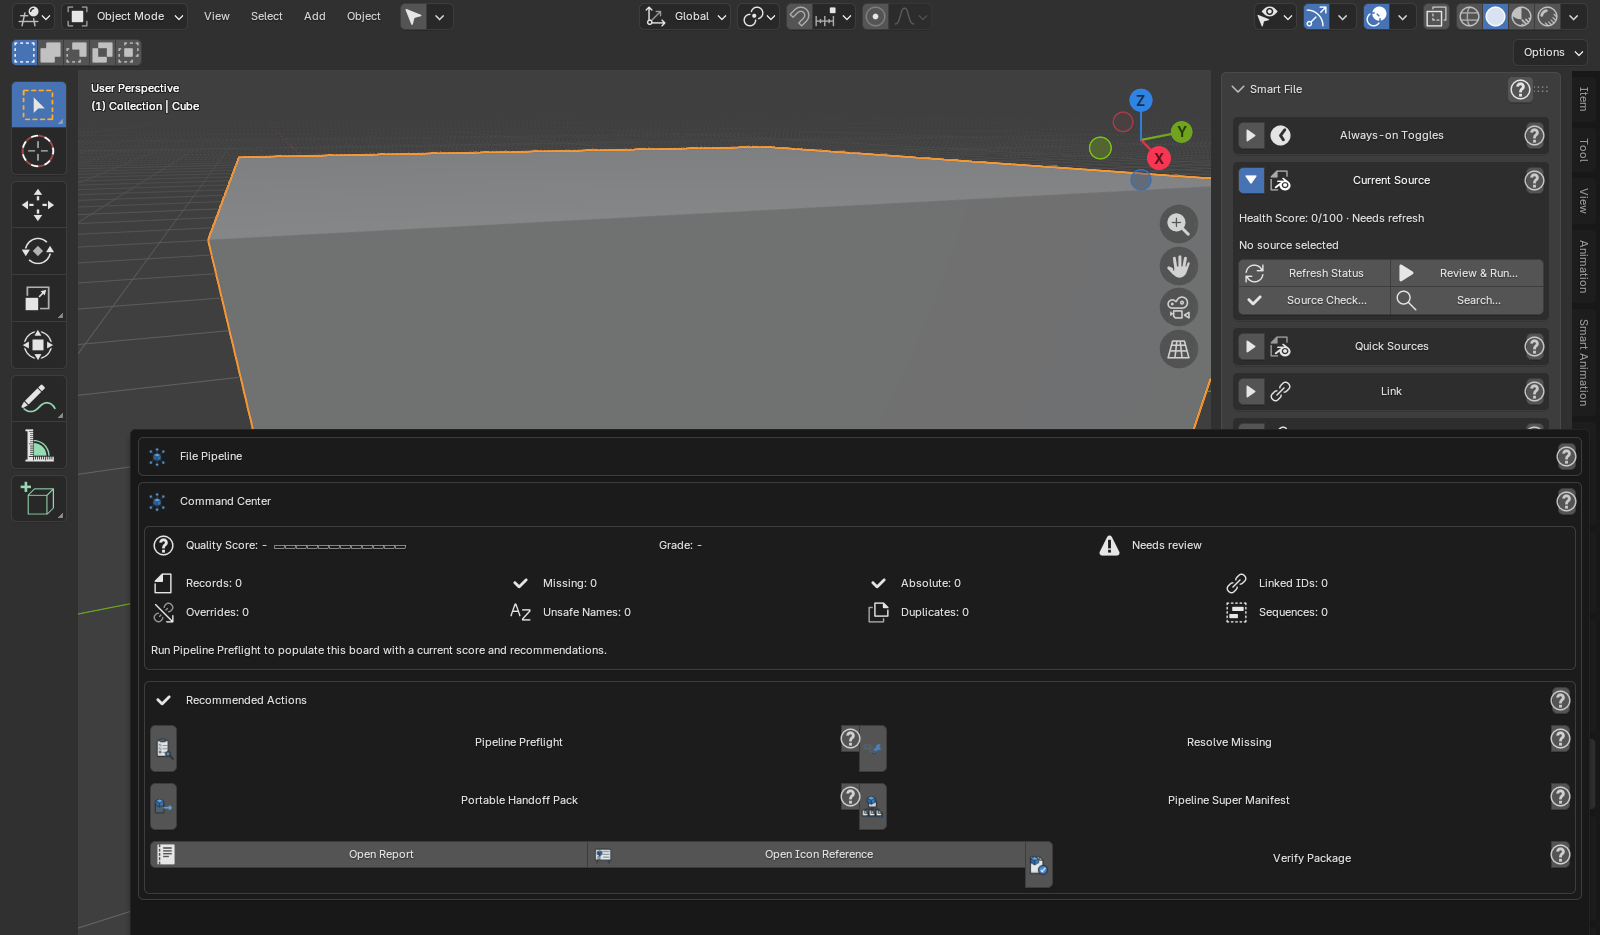 Object Mode View Select Add Object Global
Options
User Perspective
(1) Collection | Cube
Z
Y
X
Smart File
Always-on Toggles
Current Source
Health Score: 0/100 · Needs refresh
No source selected
Refresh Status Review & Run...
Source Check... Search...
Quick Sources
Link
Item
Tool
View
Animation
Smart Animation
File Pipeline
Command Center
Quality Score: - Grade: - Needs review
Records: 0 Missing: 0 Absolute: 0 Linked IDs: 0
Overrides: 0 Unsafe Names: 0 Duplicates: 0 Sequences: 0
Run Pipeline Preflight to populate this board with a current score and recommendations.
Recommended Actions
Pipeline Preflight Resolve Missing
Portable Handoff Pack Pipeline Super Manifest
Open Report Open Icon Reference Verify Package